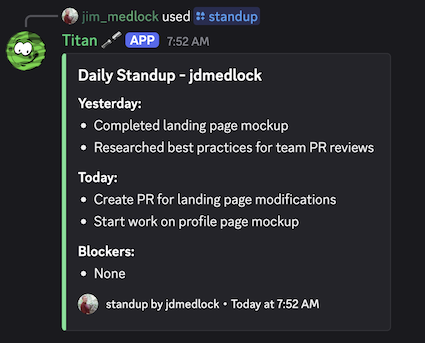 jim_medlock used standup
Titan APP 7:52 AM
Daily Standup - jdmedlock
Yesterday:
• Completed landing page mockup
• Researched best practices for team PR reviews
Today:
• Create PR for landing page modifications
• Start work on profile page mockup
Blockers:
• None
standup by jdmedlock • Today at 7:52 AM